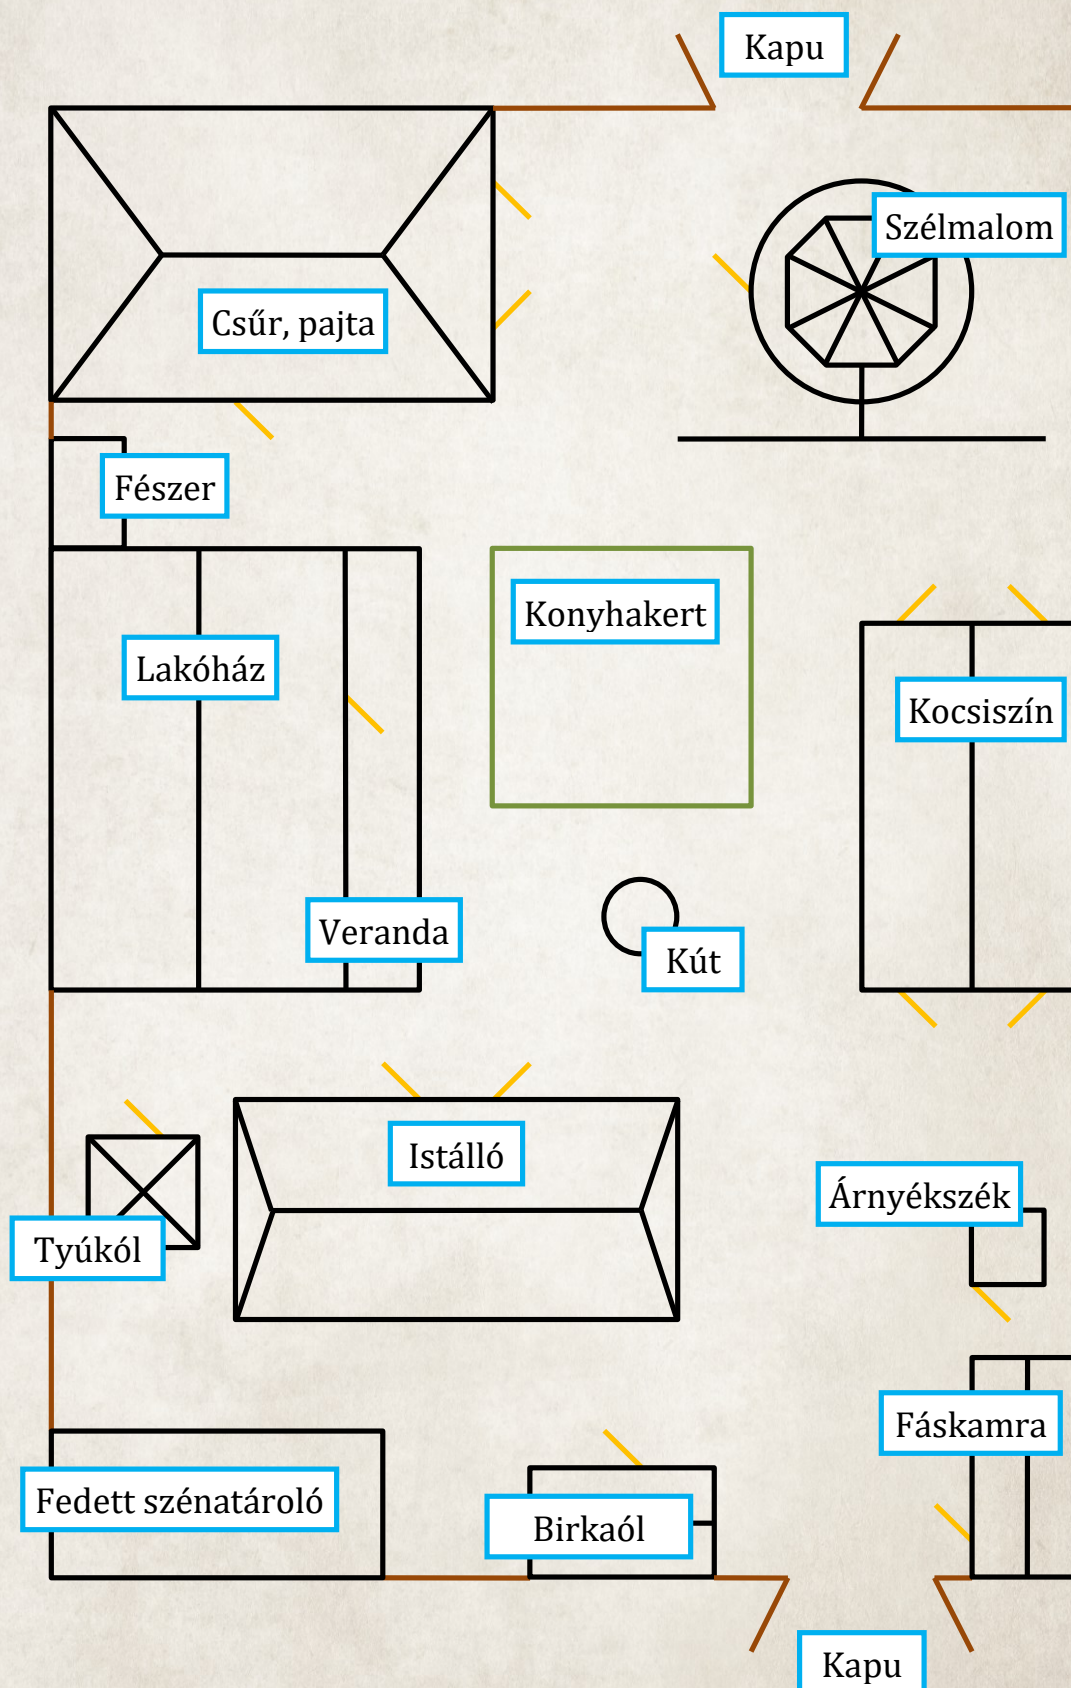 Kapu
Szélmalom
Csűr, pajta
Fészer
Konyhakert
Lakóház
Kocsiszín
Veranda
Kút
Istálló
Árnyékszék
Tyúkól
Fáskamra
Fedett szénatároló
Birkaól
Kapu